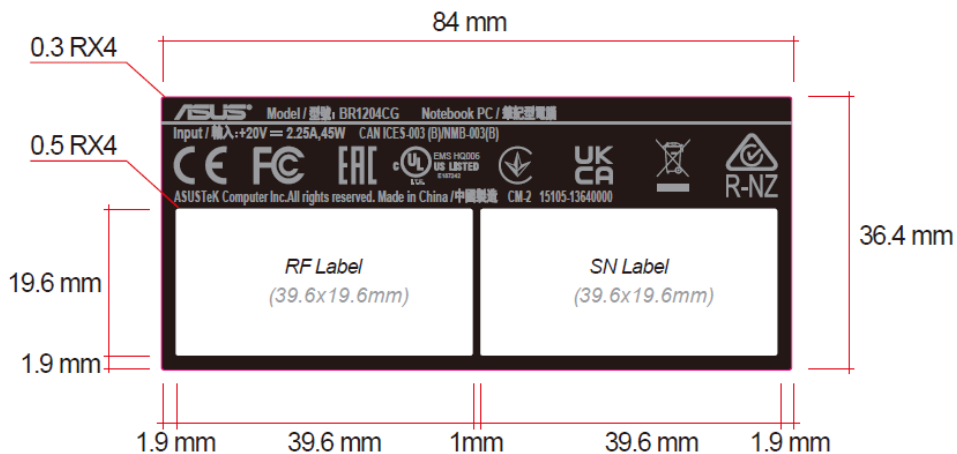 84 mm
0.3 RX4
ASUS® Model / 型號: BR1204CG Notebook PC / 筆記型電腦
Input / 輸入:+20V ⎓ 2.25A,45W CAN ICES-003 (B)/NMB-003(B)
0.5 RX4
CE FC EAC c UL US LISTED EMS HQ006 E187242 I.T.E. UK CA R-NZ
ASUSTeK Computer Inc.All rights reserved. Made in China /中國製造 CM-2 15105-13640000
36.4 mm
19.6 mm
RF Label
(39.6x19.6mm)
SN Label
(39.6x19.6mm)
1.9 mm
1.9 mm 39.6 mm 1mm 39.6 mm 1.9 mm